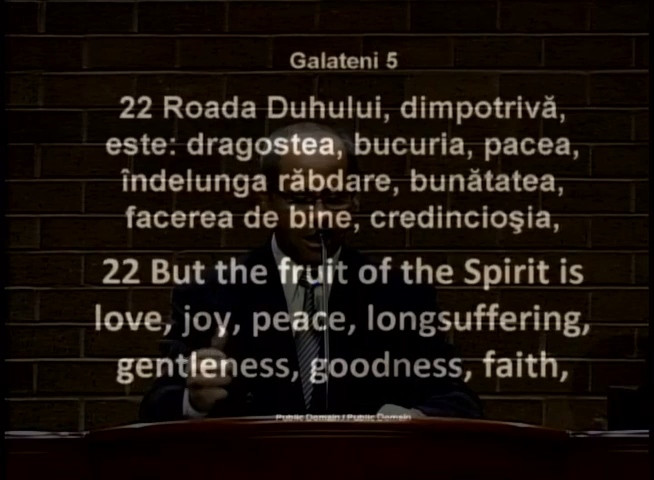 Galateni 5
22 Roada Duhului, dimpotrivă,
este: dragostea, bucuria, pacea,
îndelunga răbdare, bunătatea,
facerea de bine, credincioşia,
22 But the fruit of the Spirit is
love, joy, peace, longsuffering,
gentleness, goodness, faith,
Public Domain / Public Domain